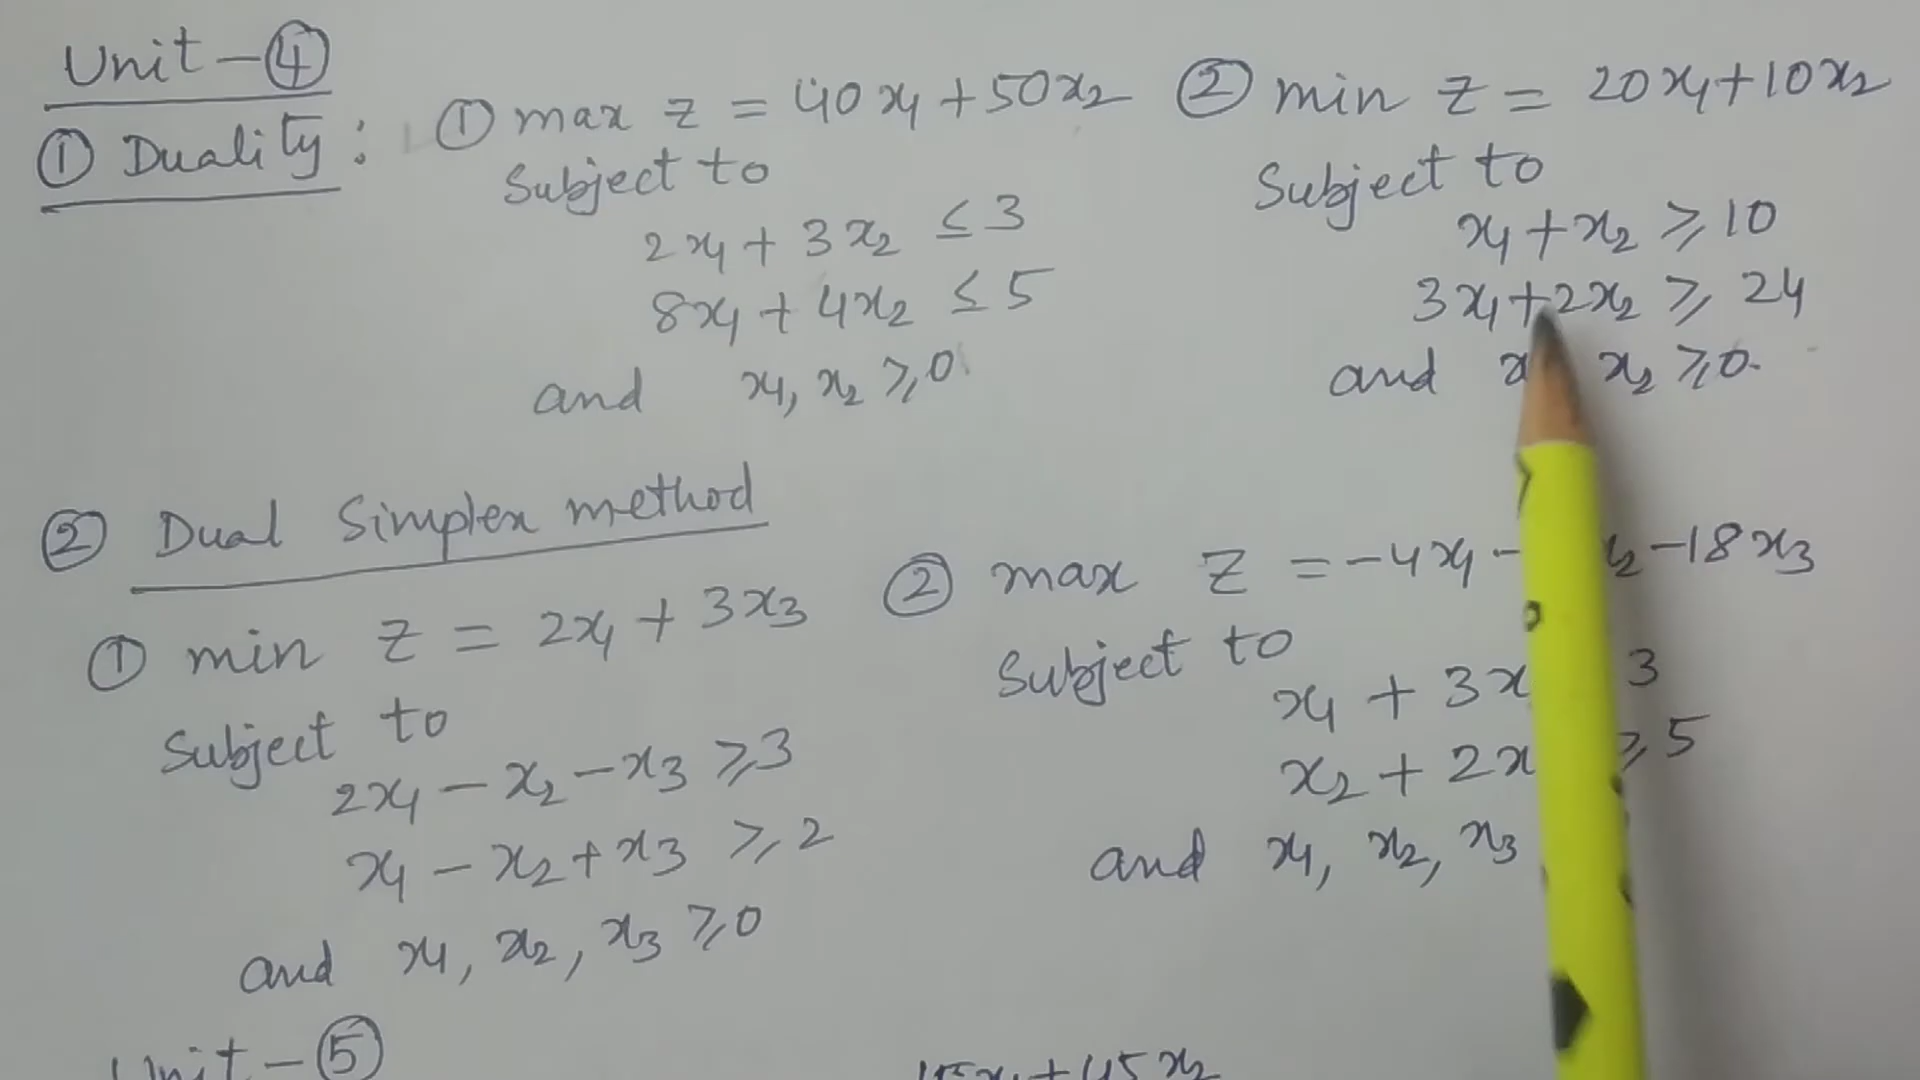 Unit - ④
① Duality :
① max z = 40x₁ + 50x₂
Subject to
2x₁ + 3x₂ ≤ 3
8x₁ + 4x₂ ≤ 5
and x₁, x₂ ⩾ 0
② min z = 20x₁ + 10x₂
Subject to
x₁ + x₂ ⩾ 10
3x₁ + 2x₂ ⩾ 24
and x x₂ ⩾ 0.
② Dual Simplex method
① min z = 2x₁ + 3x₃
Subject to
2x₁ - x₂ - x₃ ⩾ 3
x₁ - x₂ + x₃ ⩾ 2
and x₁, x₂, x₃ ⩾ 0
② max z = -4x₁ - x₂ - 18x₃
Subject to
x₁ + 3x 3
x₂ + 2x ⩾ 5
and x₁, x₂, x₃
Unit - ⑤
45x₂